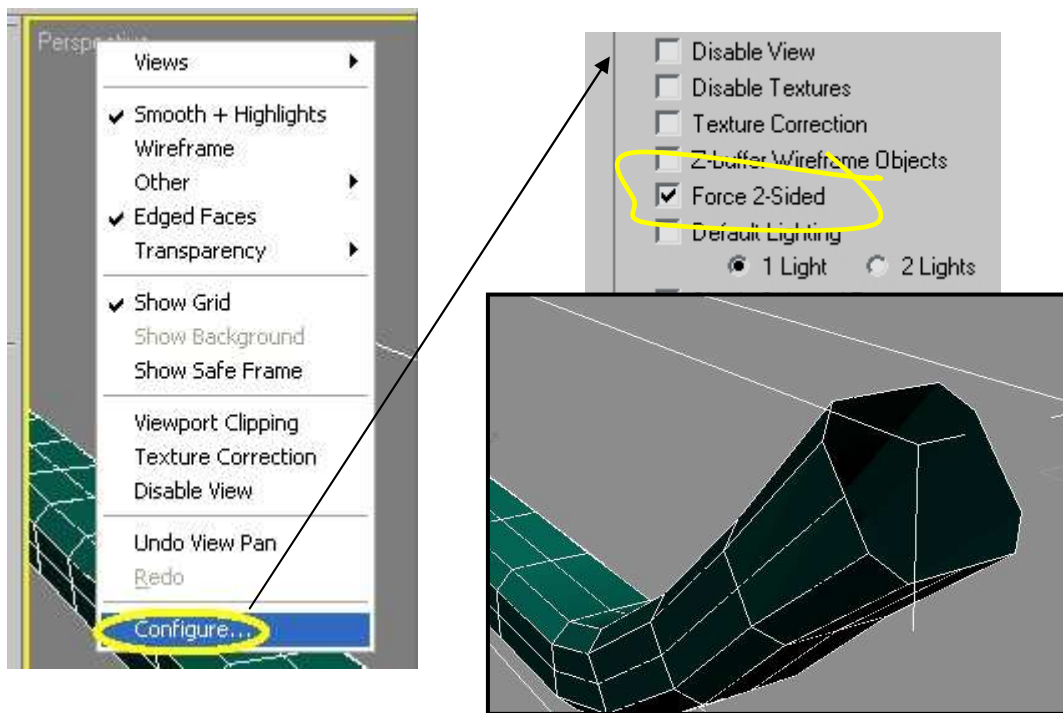 Views
Smooth + Highlights
Wireframe
Other
Edged Faces
Transparency
Show Grid
Show Background
Show Safe Frame
Viewport Clipping
Texture Correction
Disable View
Undo View Pan
Redo
Configure...
Disable View
Disable Textures
Texture Correction
Z-buffer Wireframe Objects
Force 2-Sided
Default Lighting
1 Light 2 Lights